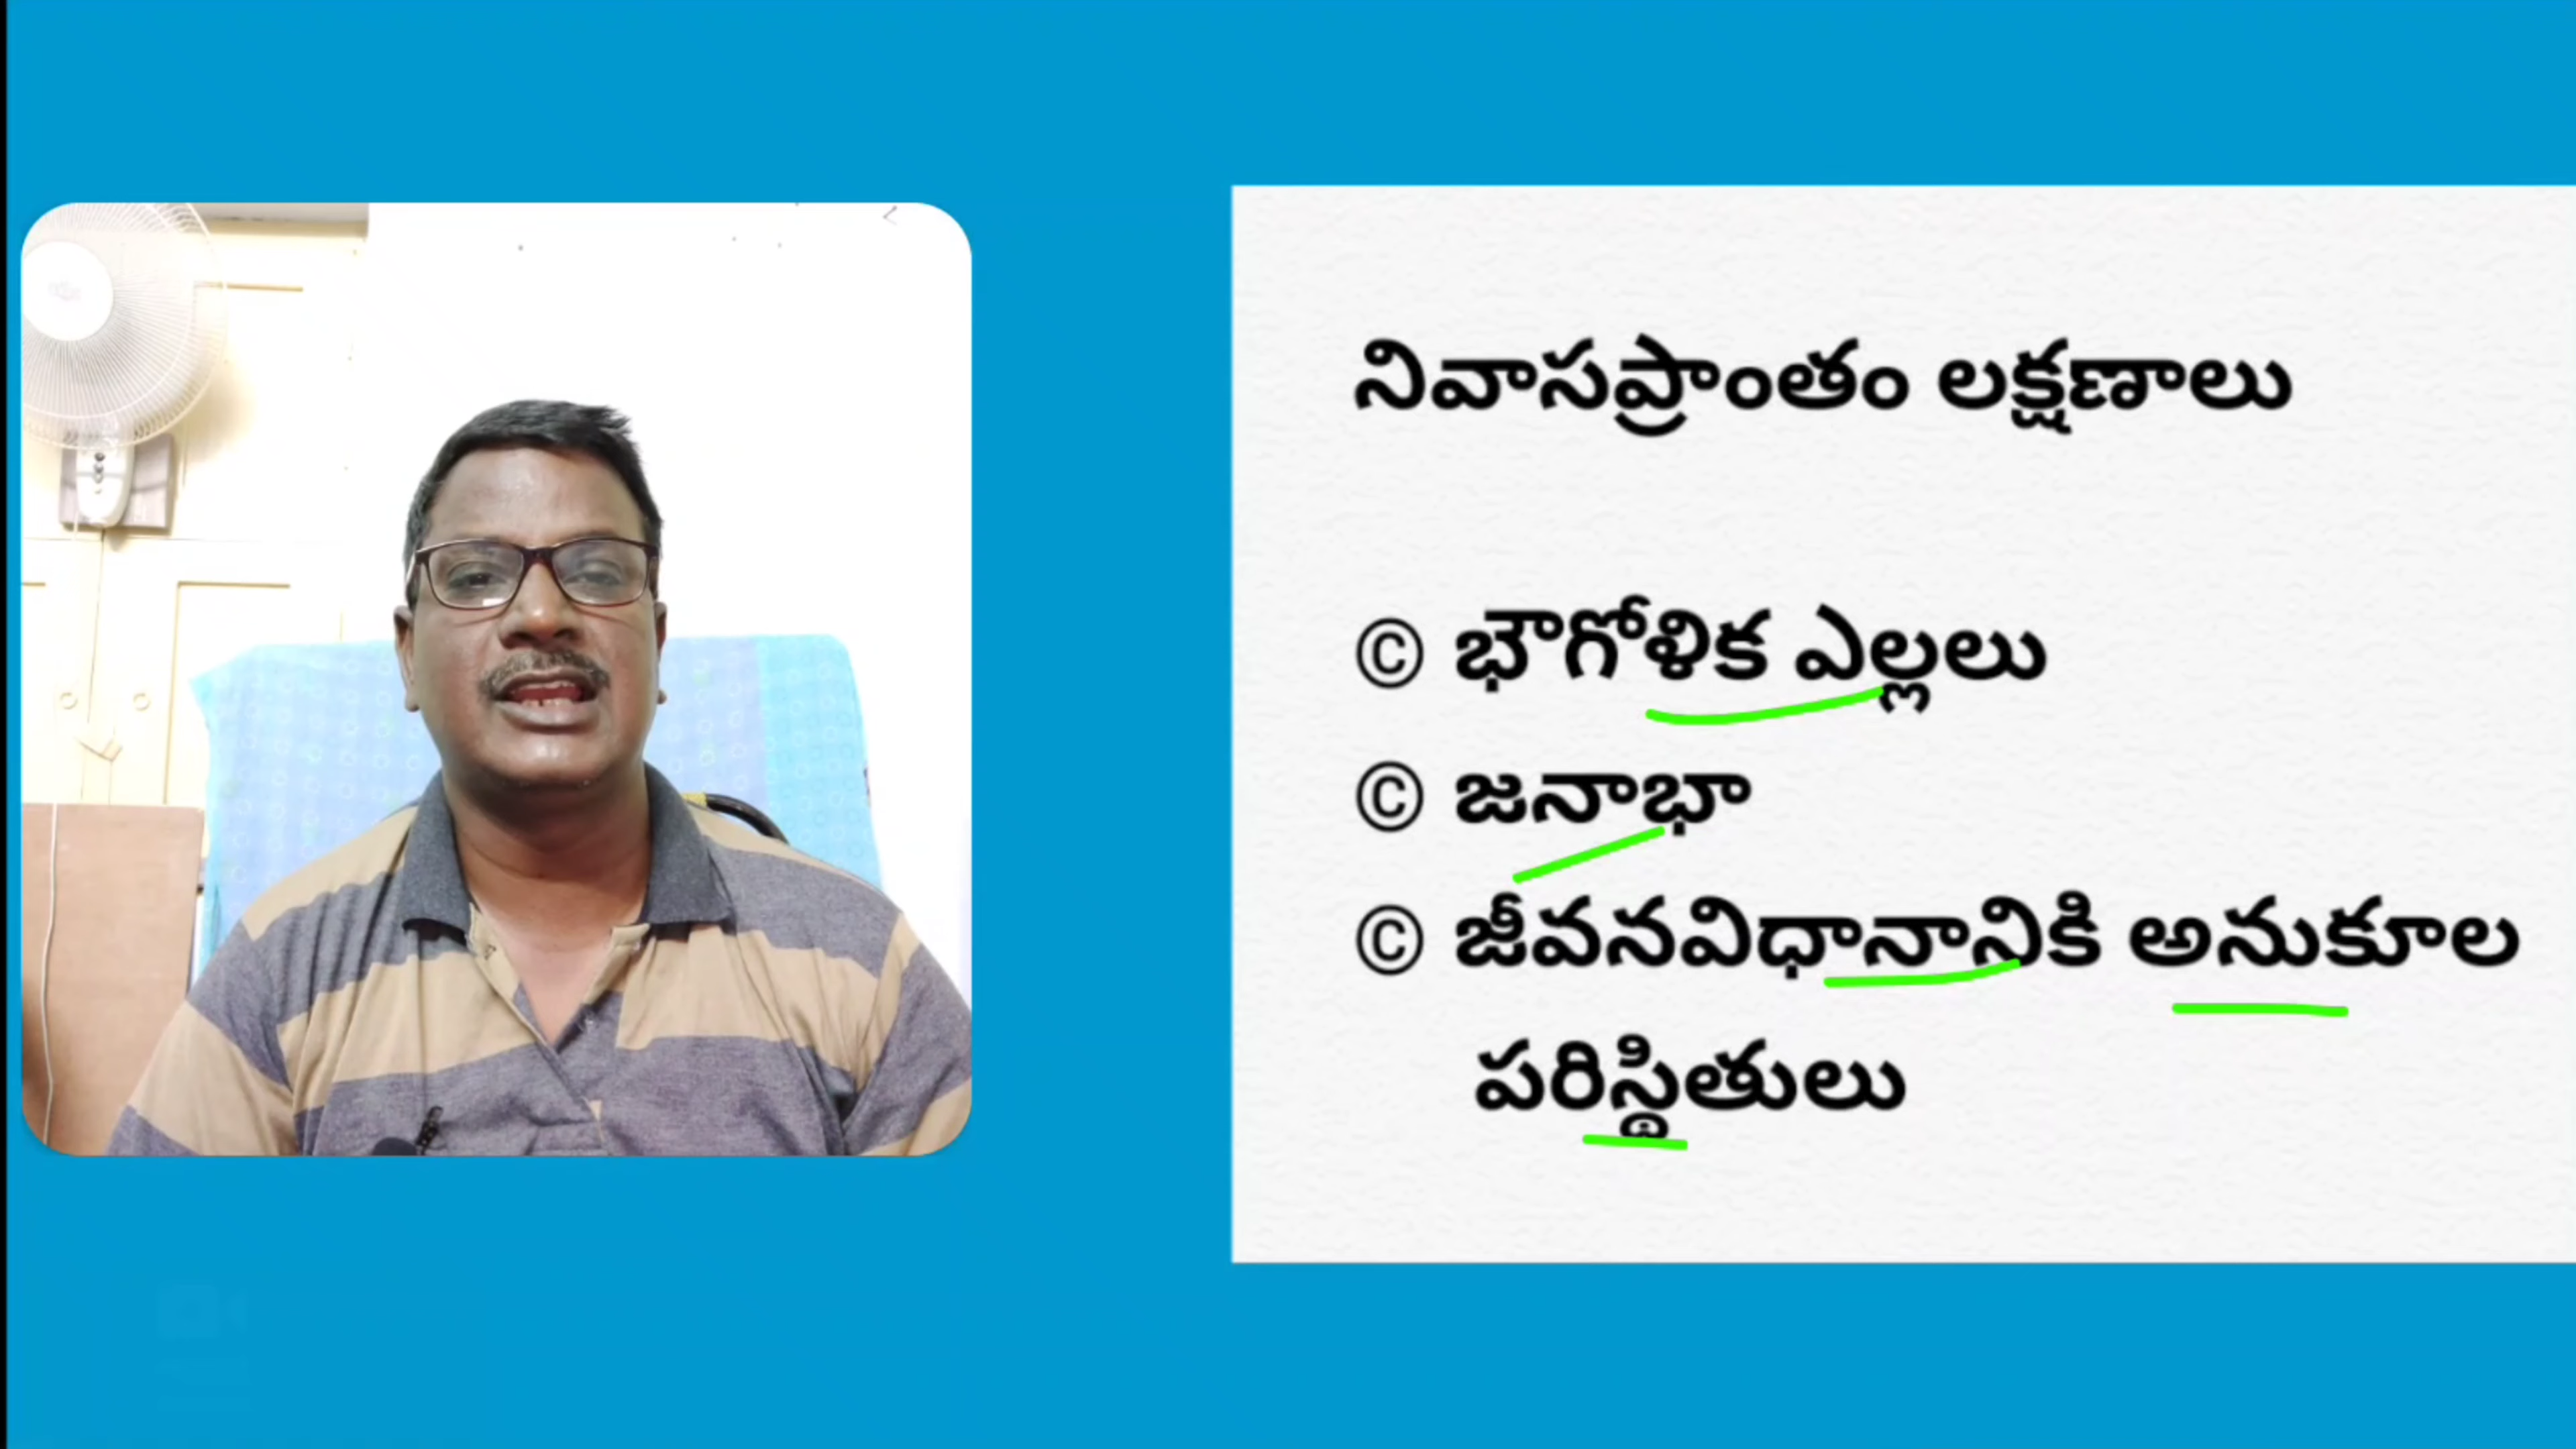 నివాసప్రాంతం లక్షణాలు
© భౌగోళిక ఎల్లలు
© జనాభా
© జీవనవిధానానికి అనుకూల
పరిస్థితులు